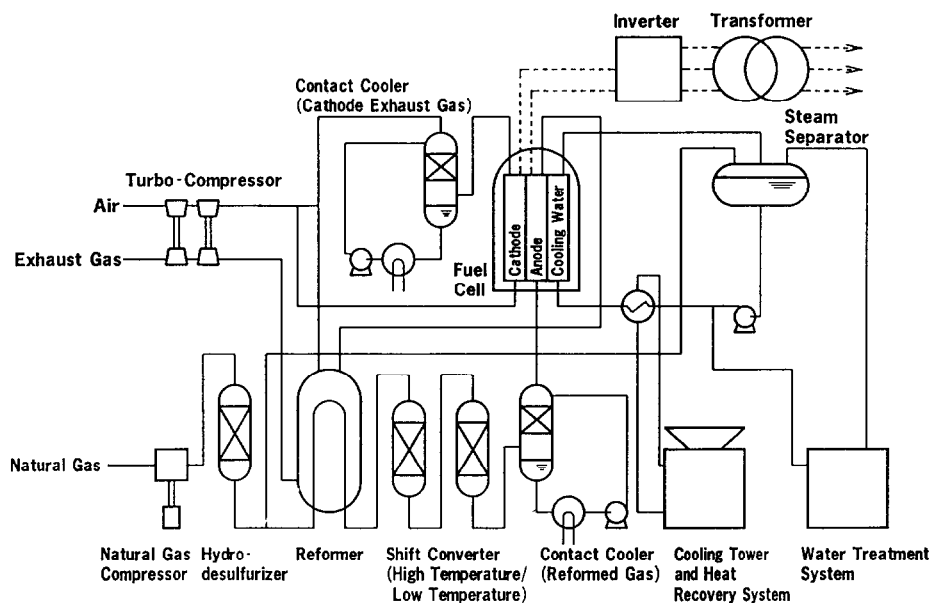 Inverter
Transformer
Contact Cooler
(Cathode Exhaust Gas)
Steam
Separator
Turbo-Compressor
Air
Exhaust Gas
Cathode
Anode
Cooling Water
Fuel
Cell
Natural Gas
Natural Gas
Compressor
Hydro-
desulfurizer
Reformer
Shift Converter
(High Temperature/
Low Temperature)
Contact Cooler
(Reformed Gas)
Cooling Tower
and Heat
Recovery System
Water Treatment
System